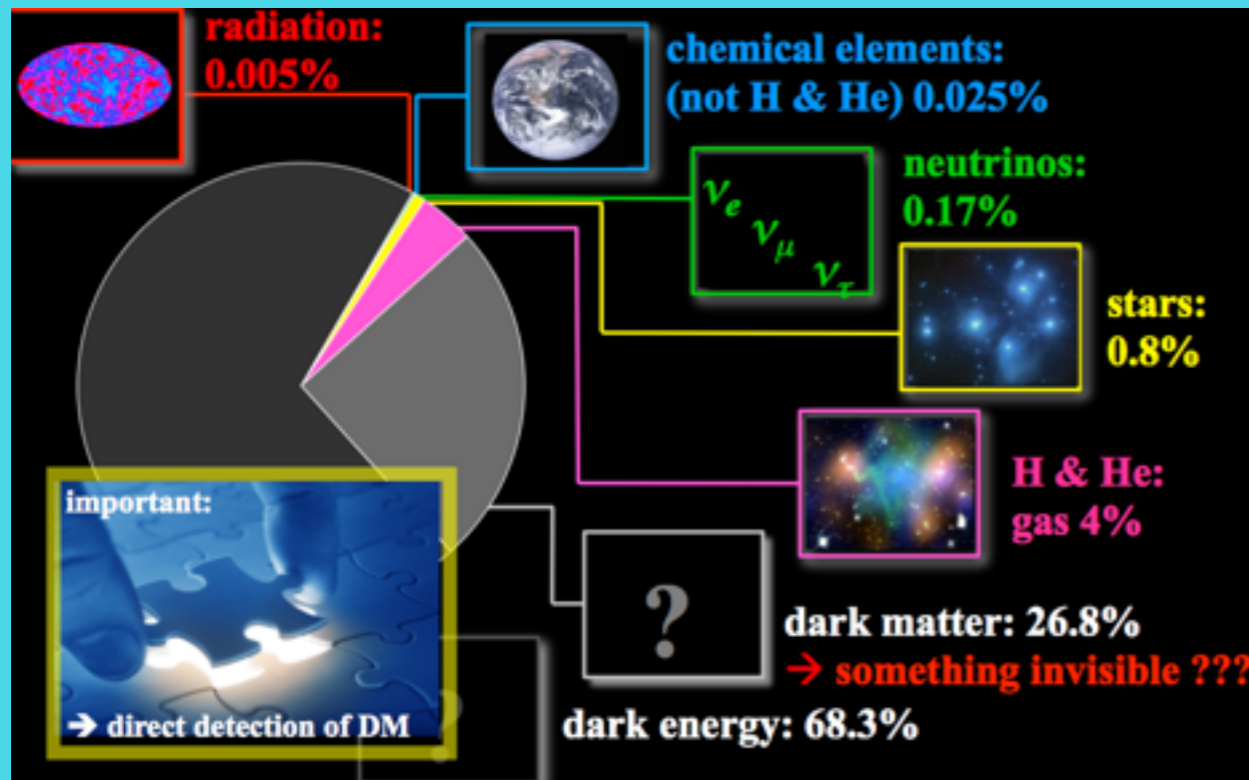 radiation:
0.005%
chemical elements:
(not H & He) 0.025%
neutrinos:
0.17%
νe
νμ
ντ
stars:
0.8%
H & He:
gas 4%
important:
?
dark matter: 26.8%
→ something invisible ???
→ direct detection of DM
?
dark energy: 68.3%